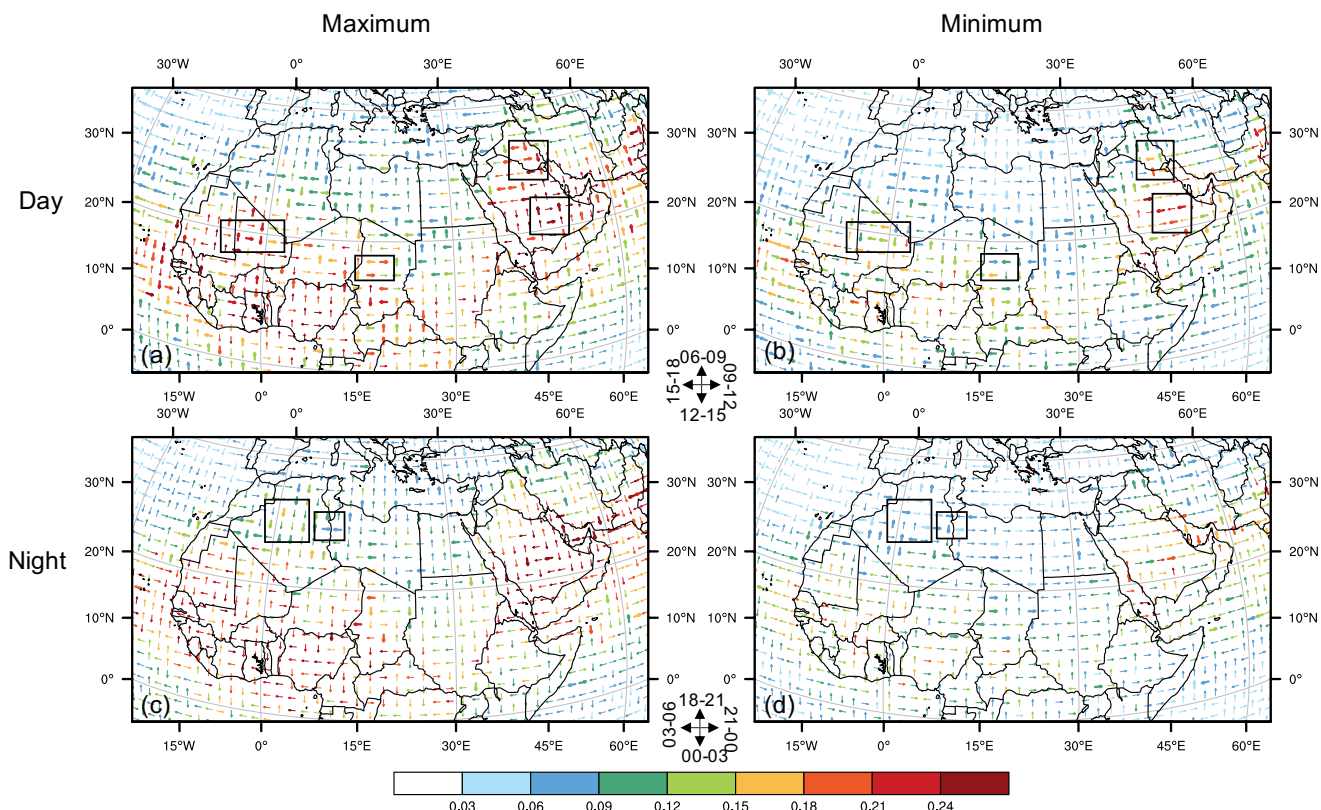 Maximum
Minimum
30°W 0° 30°E 60°E
30°W 0° 30°E 60°E
Day
30°N
20°N
10°N
0°
30°N 30°N
20°N 20°N
10°N 10°N
0° 0°
30°N
20°N
10°N
0°
(a)
(b)
06-09
15-18
09-12
12-15
15°W 0° 15°E 30°E 45°E 60°E
15°W 0° 15°E 30°E 45°E 60°E
30°W 0° 30°E 60°E
30°W 0° 30°E 60°E
Night
30°N
20°N
10°N
0°
30°N 30°N
20°N 20°N
10°N 10°N
0° 0°
30°N
20°N
10°N
0°
(c)
(d)
18-21
03-06
21-00
00-03
15°W 0° 15°E 30°E 45°E 60°E
15°W 0° 15°E 30°E 45°E 60°E
0.03 0.06 0.09 0.12 0.15 0.18 0.21 0.24